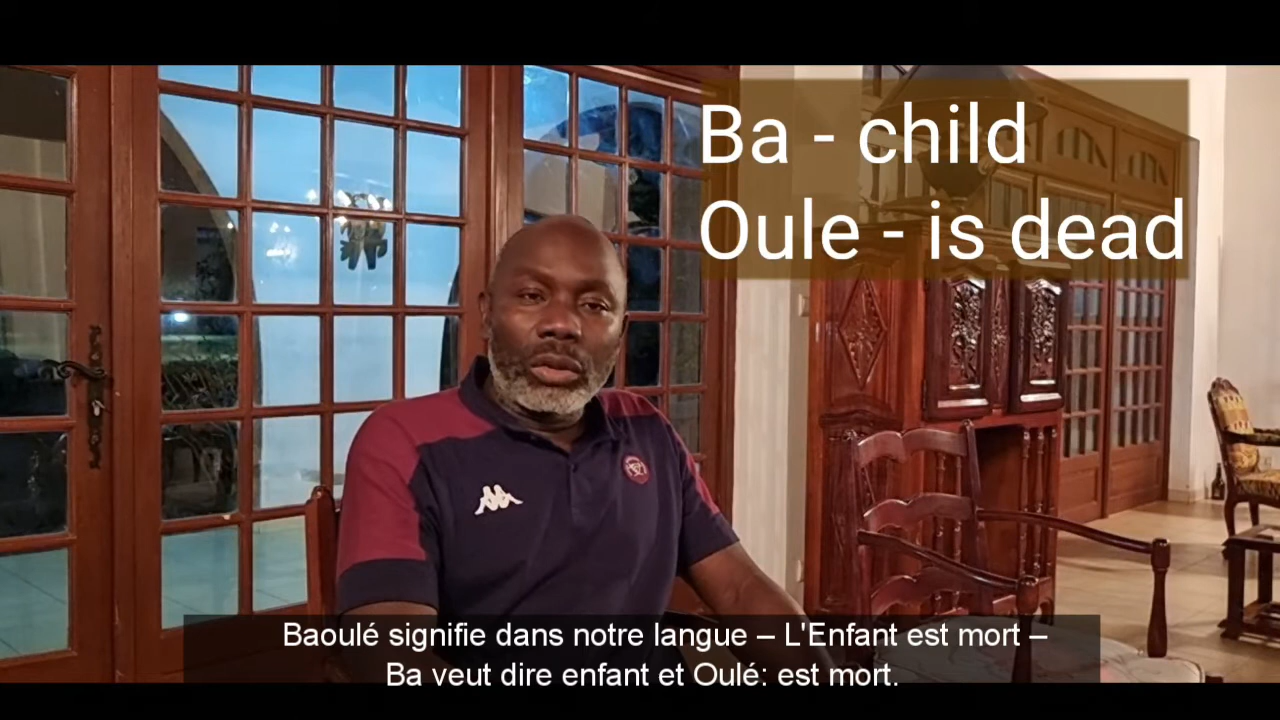 Ba - child
Oule - is dead
Baoulé signifie dans notre langue – L'Enfant est mort –
Ba veut dire enfant et Oulé: est mort.